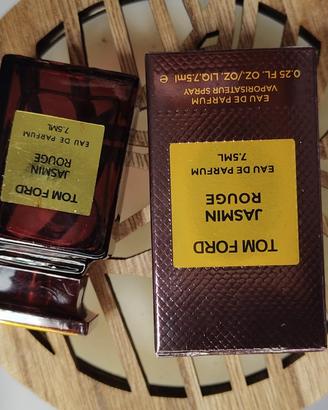 TOM FORD
JASMIN
ROUGE
EAU DE PARFUM
7.5ML
TOM FORD
JASMIN
ROUGE
EAU DE PARFUM
7.5ML
EAU DE PARFUM
VAPORISATEUR SPRAY
0.25 FL. OZ./OZ. LIQ.7.5ml e